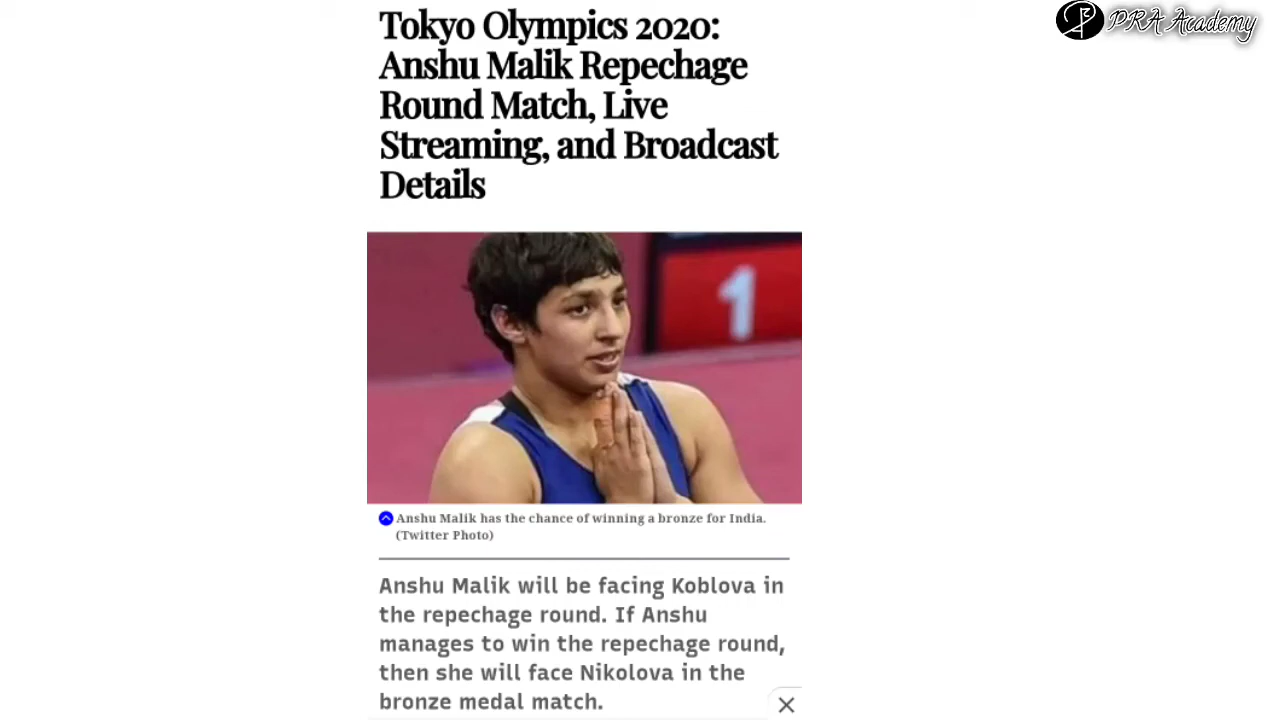 PRA Academy
Tokyo Olympics 2020:
Anshu Malik Repechage
Round Match, Live
Streaming, and Broadcast
Details
1
Anshu Malik has the chance of winning a bronze for India.
(Twitter Photo)
Anshu Malik will be facing Koblova in
the repechage round. If Anshu
manages to win the repechage round,
then she will face Nikolova in the
bronze medal match.